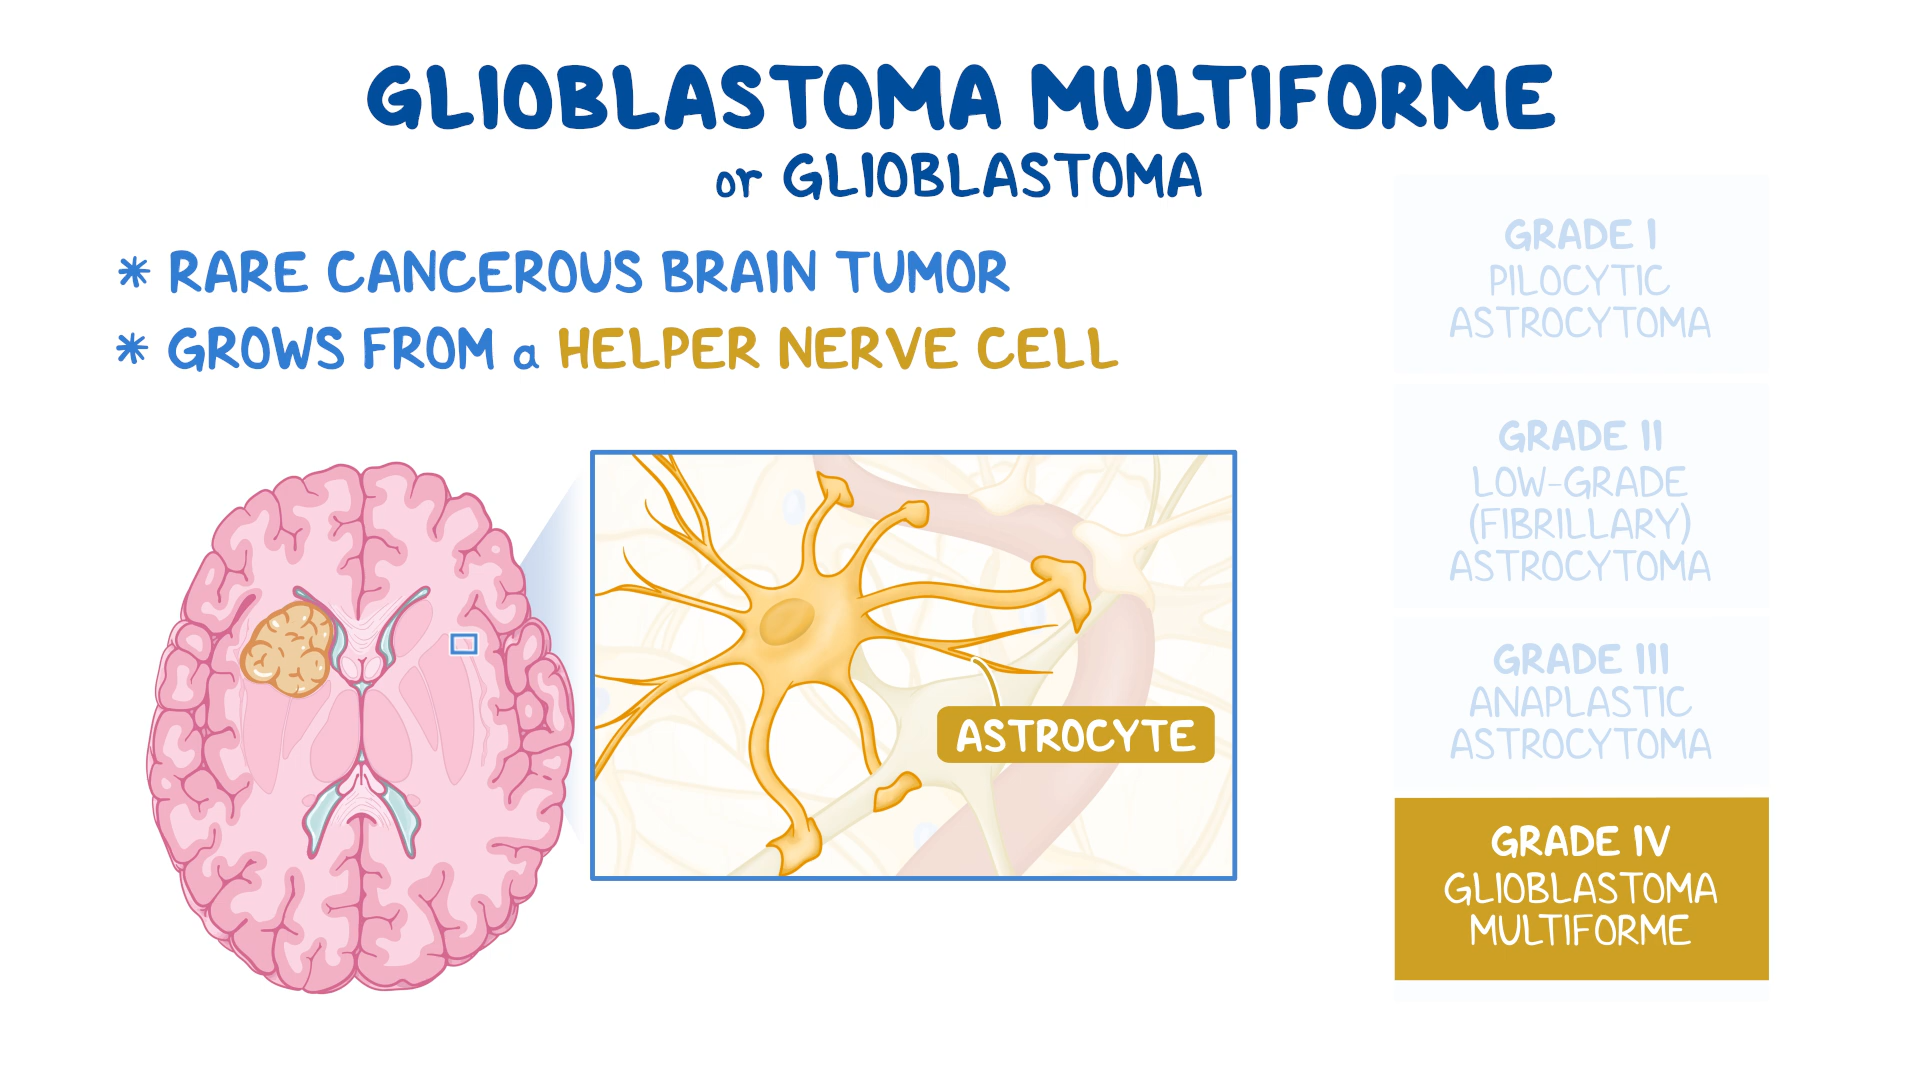 GLIOBLASTOMA MULTIFORME
or GLIOBLASTOMA
* RARE CANCEROUS BRAIN TUMOR
* GROWS FROM a HELPER NERVE CELL
ASTROCYTE
GRADE I
PILOCYTIC
ASTROCYTOMA
GRADE II
LOW-GRADE
(FIBRILLARY)
ASTROCYTOMA
GRADE III
ANAPLASTIC
ASTROCYTOMA
GRADE IV
GLIOBLASTOMA
MULTIFORME